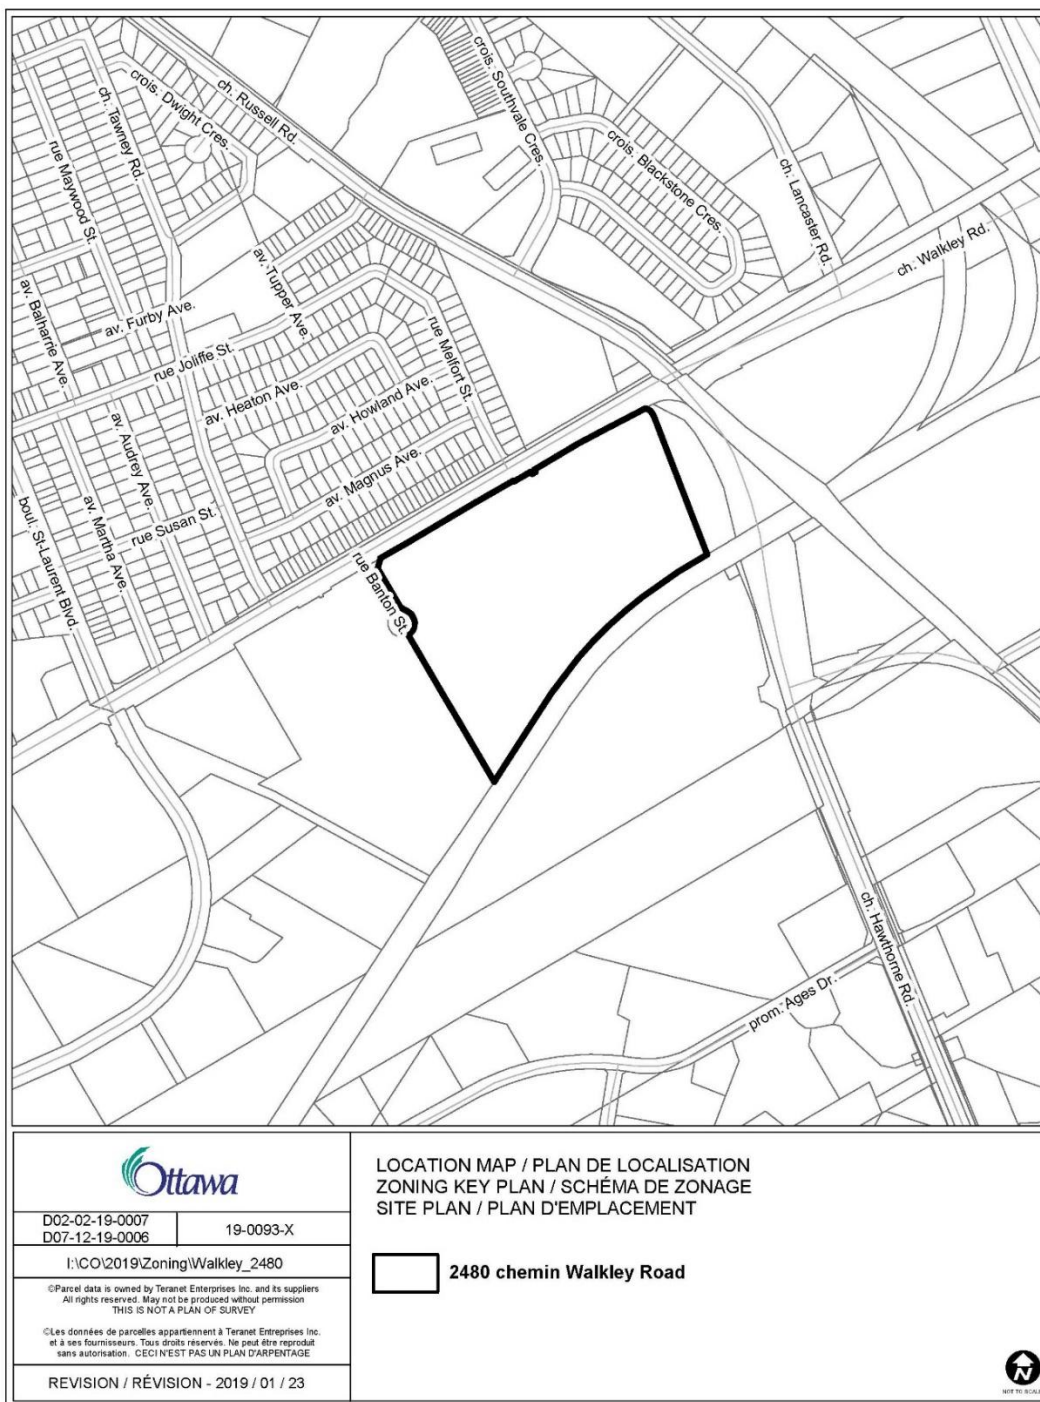 crois. Dwight Cres.
ch. Russell Rd.
crois. Southvale Cres.
crois. Blackstone Cres.
ch. Lancaster Rd.
ch. Walkley Rd.
ch. Tawney Rd.
rue Maywood St.
av. Balharrie Ave.
av. Furby Ave.
av. Tupper Ave.
rue Joliffe St.
rue Melfort St.
av. Heaton Ave.
av. Howland Ave.
av. Magnus Ave.
av. Audrey Ave.
av. Martha Ave.
rue Susan St.
boul. St-Laurent Blvd.
rue Banton St.
ch. Hawthorne Rd.
prom. Ages Dr.
Ottawa
D02-02-19-0007
D07-12-19-0006
19-0093-X
I:\CO\2019\Zoning\Walkley_2480
©Parcel data is owned by Teranet Enterprises Inc. and its suppliers
All rights reserved. May not be produced without permission
THIS IS NOT A PLAN OF SURVEY
©Les données de parcelles appartiennent à Teranet Entreprises Inc.
et à ses fournisseurs. Tous droits réservés. Ne peut être reproduit
sans autorisation. CECI N'EST PAS UN PLAN D'ARPENTAGE
REVISION / RÉVISION - 2019 / 01 / 23
LOCATION MAP / PLAN DE LOCALISATION
ZONING KEY PLAN / SCHÉMA DE ZONAGE
SITE PLAN / PLAN D'EMPLACEMENT
2480 chemin Walkley Road
N
NOT TO SCALE